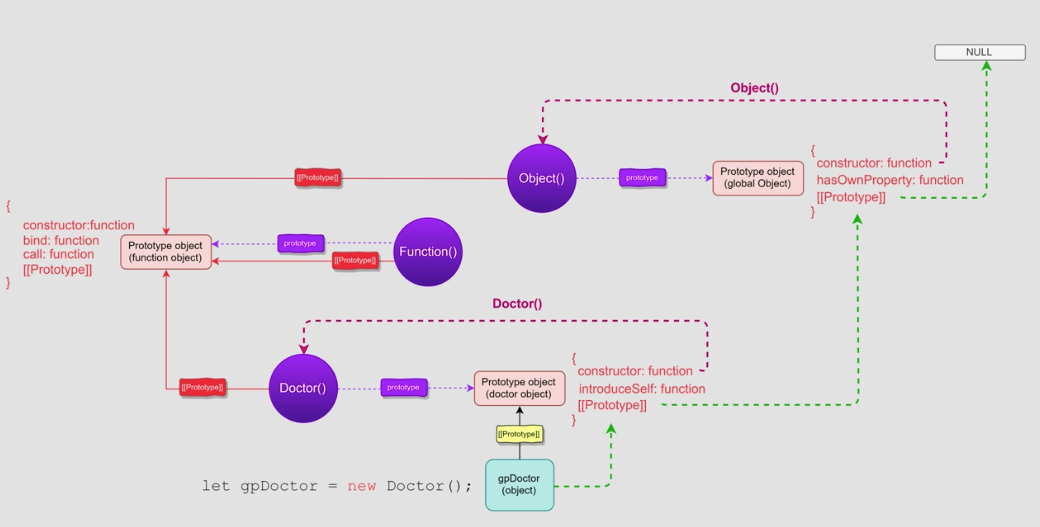 NULL
Object()
{
constructor: function
hasOwnProperty: function
[[Prototype]]
}
Prototype object
(global Object)
prototype
Object()
[[Prototype]]
{
constructor:function
bind: function
call: function
[[Prototype]]
}
Prototype object
(function object)
prototype
[[Prototype]]
Function()
Doctor()
[[Prototype]]
Doctor()
prototype
Prototype object
(doctor object)
{
constructor: function
introduceSelf: function
[[Prototype]]
}
[[Prototype]]
let gpDoctor = new Doctor();
gpDoctor
(object)